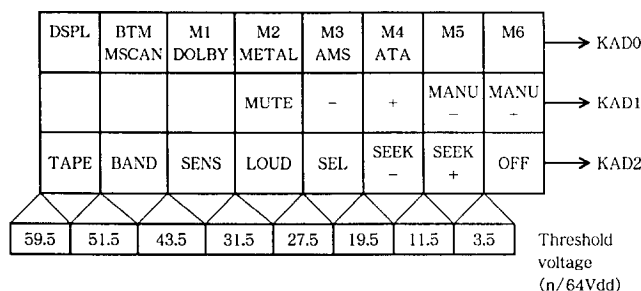 DSPL BTM M1 M2 M3 M4 M5 M6
MSCAN DOLBY METAL AMS ATA
KAD0
MUTE − + MANU MANU
− +
KAD1
TAPE BAND SENS LOUD SEL SEEK SEEK OFF
− +
KAD2
59.5 51.5 43.5 31.5 27.5 19.5 11.5 3.5
Threshold
voltage
(n/64Vdd)